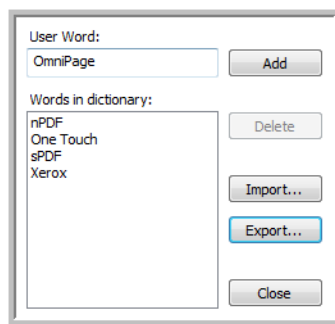 User Word:
OmniPage
Add
Words in dictionary:
nPDF
One Touch
sPDF
Xerox
Delete
Import...
Export...
Close